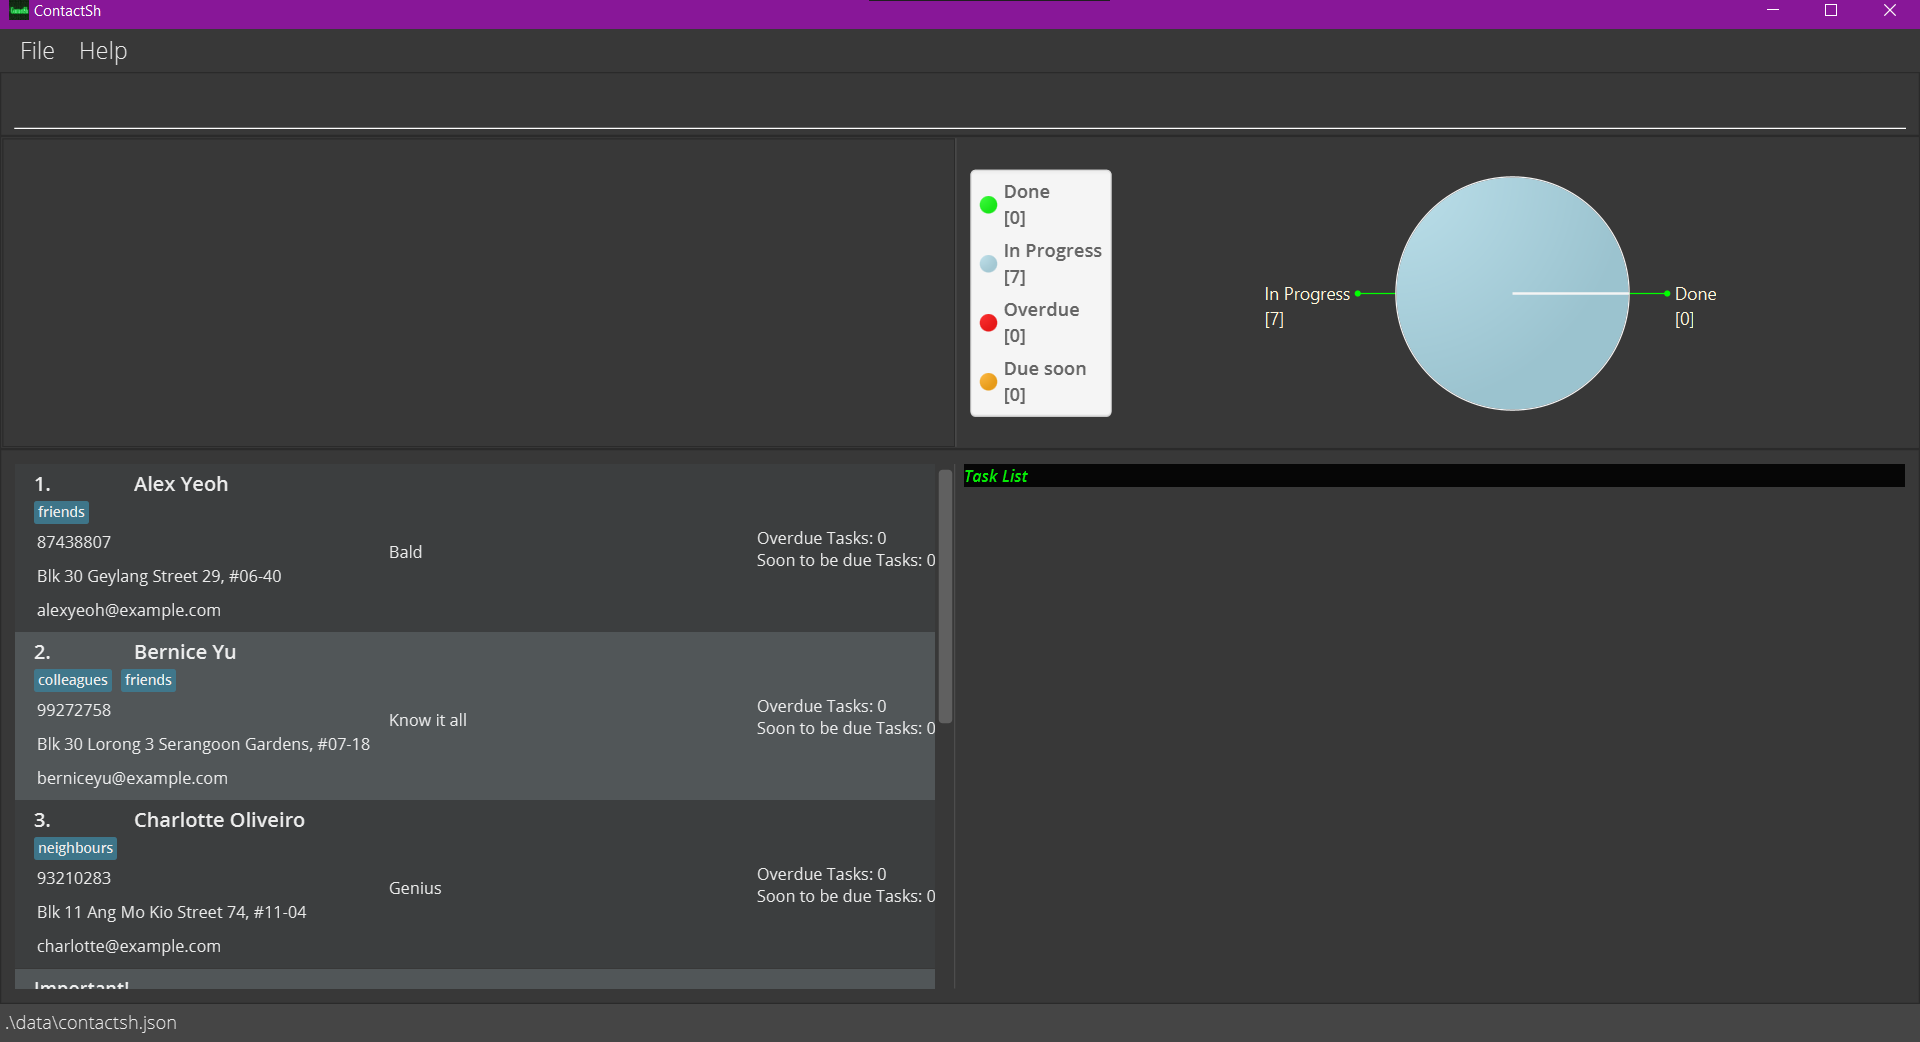 ContactSh
File Help
Done
[0]
In Progress
[7]
Overdue
[0]
Due soon
[0]
In Progress
[7]
Done
[0]
1. Alex Yeoh
friends
87438807
Blk 30 Geylang Street 29, #06-40
alexyeoh@example.com
Bald
Overdue Tasks: 0
Soon to be due Tasks: 0
2. Bernice Yu
colleagues friends
99272758
Blk 30 Lorong 3 Serangoon Gardens, #07-18
berniceyu@example.com
Know it all
Overdue Tasks: 0
Soon to be due Tasks: 0
3. Charlotte Oliveiro
neighbours
93210283
Blk 11 Ang Mo Kio Street 74, #11-04
charlotte@example.com
Genius
Overdue Tasks: 0
Soon to be due Tasks: 0
Important!
Task List
.\data\contactsh.json